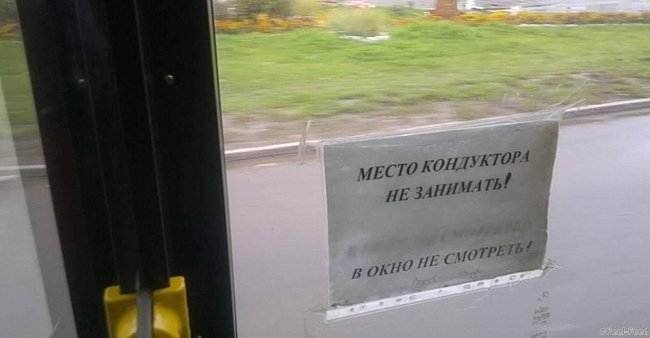 МЕСТО КОНДУКТОРА
НЕ ЗАНИМАТЬ!
В ОКНО НЕ СМОТРЕТЬ!